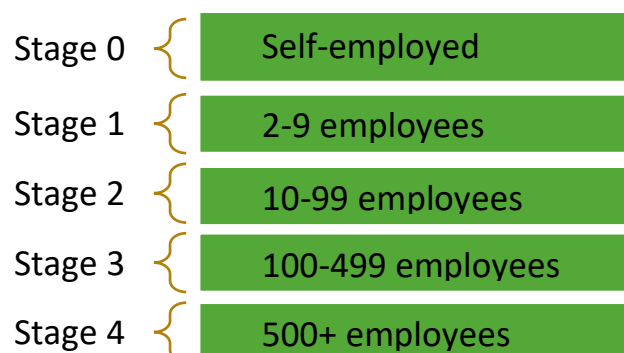 Stage 0 Self-employed
Stage 1 2-9 employees
Stage 2 10-99 employees
Stage 3 100-499 employees
Stage 4 500+ employees